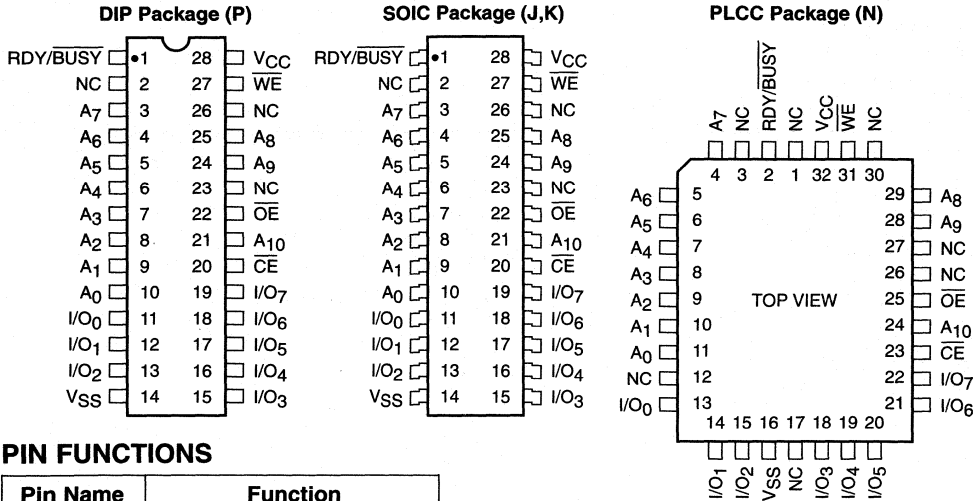 DIP Package (P)
RDY/BUSY 1 28 VCC
NC 2 27 WE
A7 3 26 NC
A6 4 25 A8
A5 5 24 A9
A4 6 23 NC
A3 7 22 OE
A2 8 21 A10
A1 9 20 CE
A0 10 19 I/O7
I/O0 11 18 I/O6
I/O1 12 17 I/O5
I/O2 13 16 I/O4
VSS 14 15 I/O3
SOIC Package (J,K)
RDY/BUSY 1 28 VCC
NC 2 27 WE
A7 3 26 NC
A6 4 25 A8
A5 5 24 A9
A4 6 23 NC
A3 7 22 OE
A2 8 21 A10
A1 9 20 CE
A0 10 19 I/O7
I/O0 11 18 I/O6
I/O1 12 17 I/O5
I/O2 13 16 I/O4
VSS 14 15 I/O3
PLCC Package (N)
A7 NC RDY/BUSY NC VCC WE NC
4 3 2 1 32 31 30
A6 5 29 A8
A5 6 28 A9
A4 7 27 NC
A3 8 26 NC
A2 9 TOP VIEW 25 OE
A1 10 24 A10
A0 11 23 CE
NC 12 22 I/O7
I/O0 13 21 I/O6
14 15 16 17 18 19 20
I/O1 I/O2 VSS NC I/O3 I/O4 I/O5
PIN FUNCTIONS
Pin Name Function